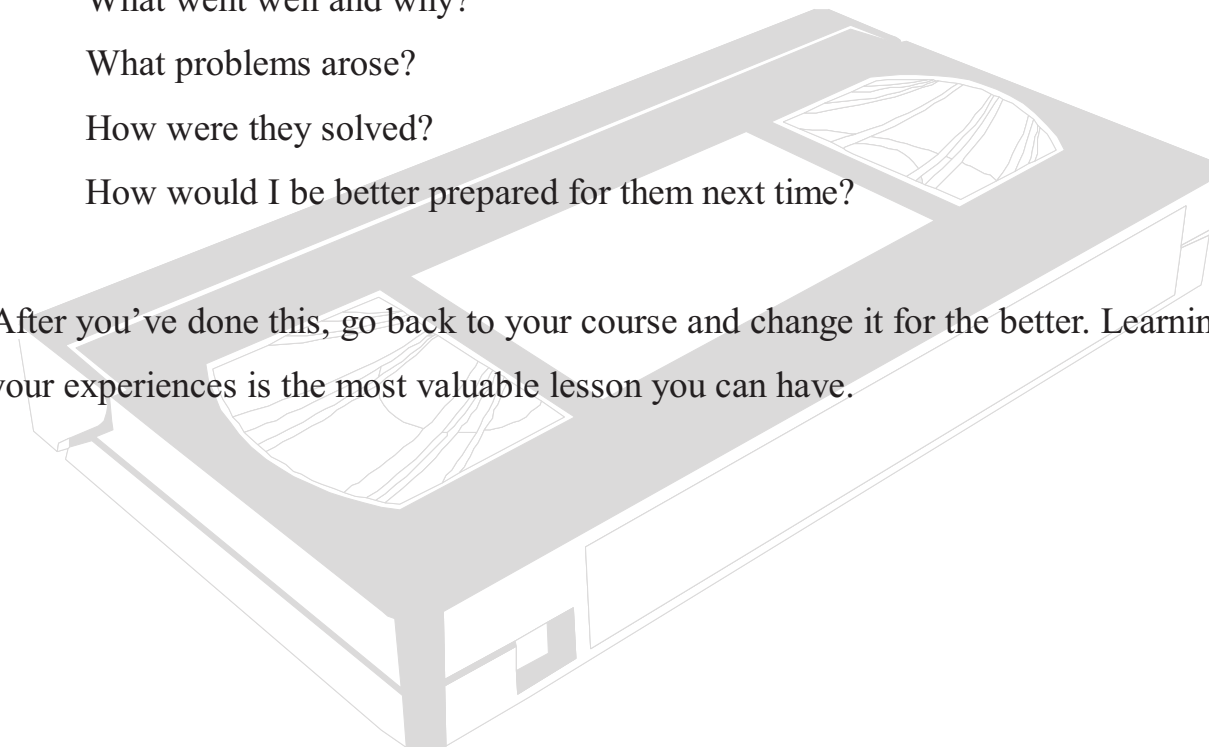 What went well and why?
What problems arose?
How were they solved?
How would I be better prepared for them next time?
After you’ve done this, go back to your course and change it for the better. Learnin
your experiences is the most valuable lesson you can have.